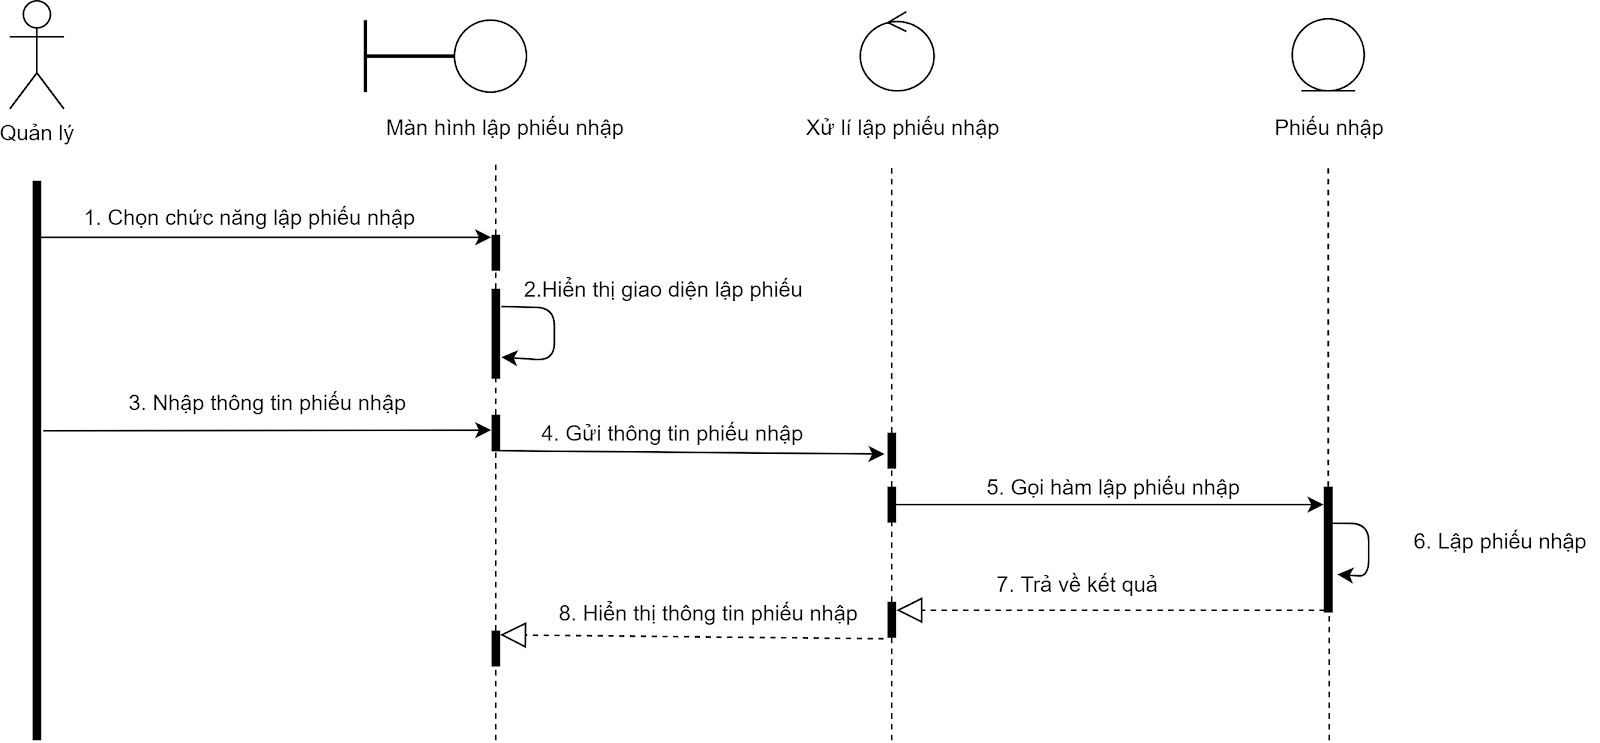 Quản lý
Màn hình lập phiếu nhập
Xử lí lập phiếu nhập
Phiếu nhập
1. Chọn chức năng lập phiếu nhập
2.Hiển thị giao diện lập phiếu
3. Nhập thông tin phiếu nhập
4. Gửi thông tin phiếu nhập
5. Gọi hàm lập phiếu nhập
6. Lập phiếu nhập
7. Trả về kết quả
8. Hiển thị thông tin phiếu nhập